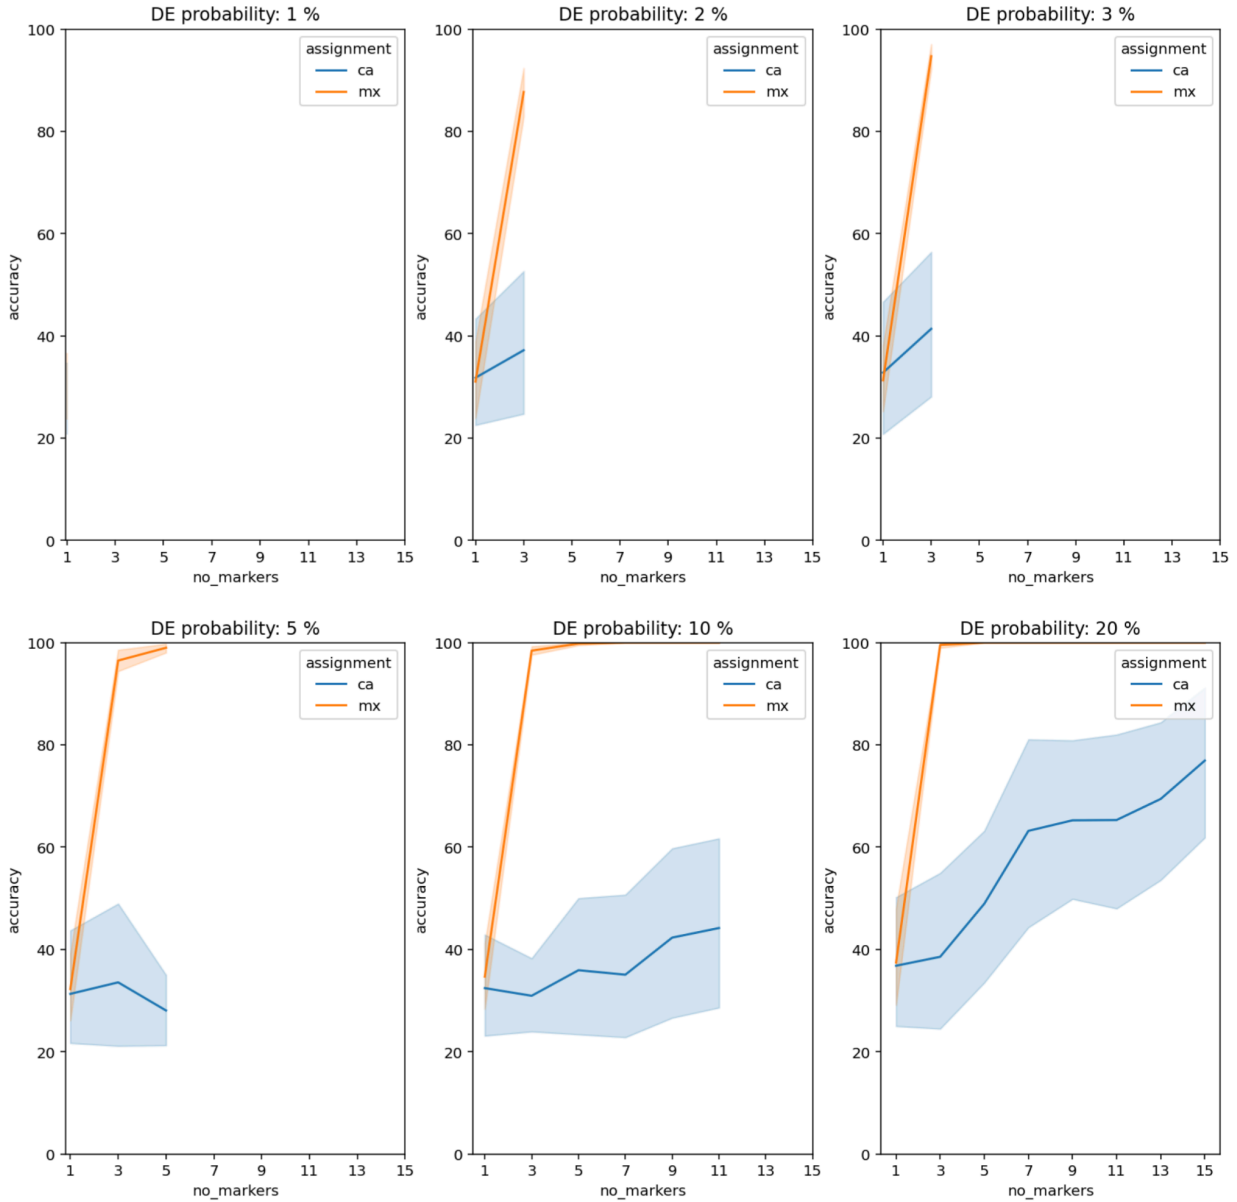 DE probability: 1 %
100
80
60
40
20
0
accuracy
assignment
ca
mx
1 3 5 7 9 11 13 15
no_markers
DE probability: 2 %
100
80
60
40
20
0
accuracy
assignment
ca
mx
1 3 5 7 9 11 13 15
no_markers
DE probability: 3 %
100
80
60
40
20
0
accuracy
assignment
ca
mx
1 3 5 7 9 11 13 15
no_markers
DE probability: 5 %
100
80
60
40
20
0
accuracy
assignment
ca
mx
1 3 5 7 9 11 13 15
no_markers
DE probability: 10 %
100
80
60
40
20
0
accuracy
assignment
ca
mx
1 3 5 7 9 11 13 15
no_markers
DE probability: 20 %
100
80
60
40
20
0
accuracy
assignment
ca
mx
1 3 5 7 9 11 13 15
no_markers